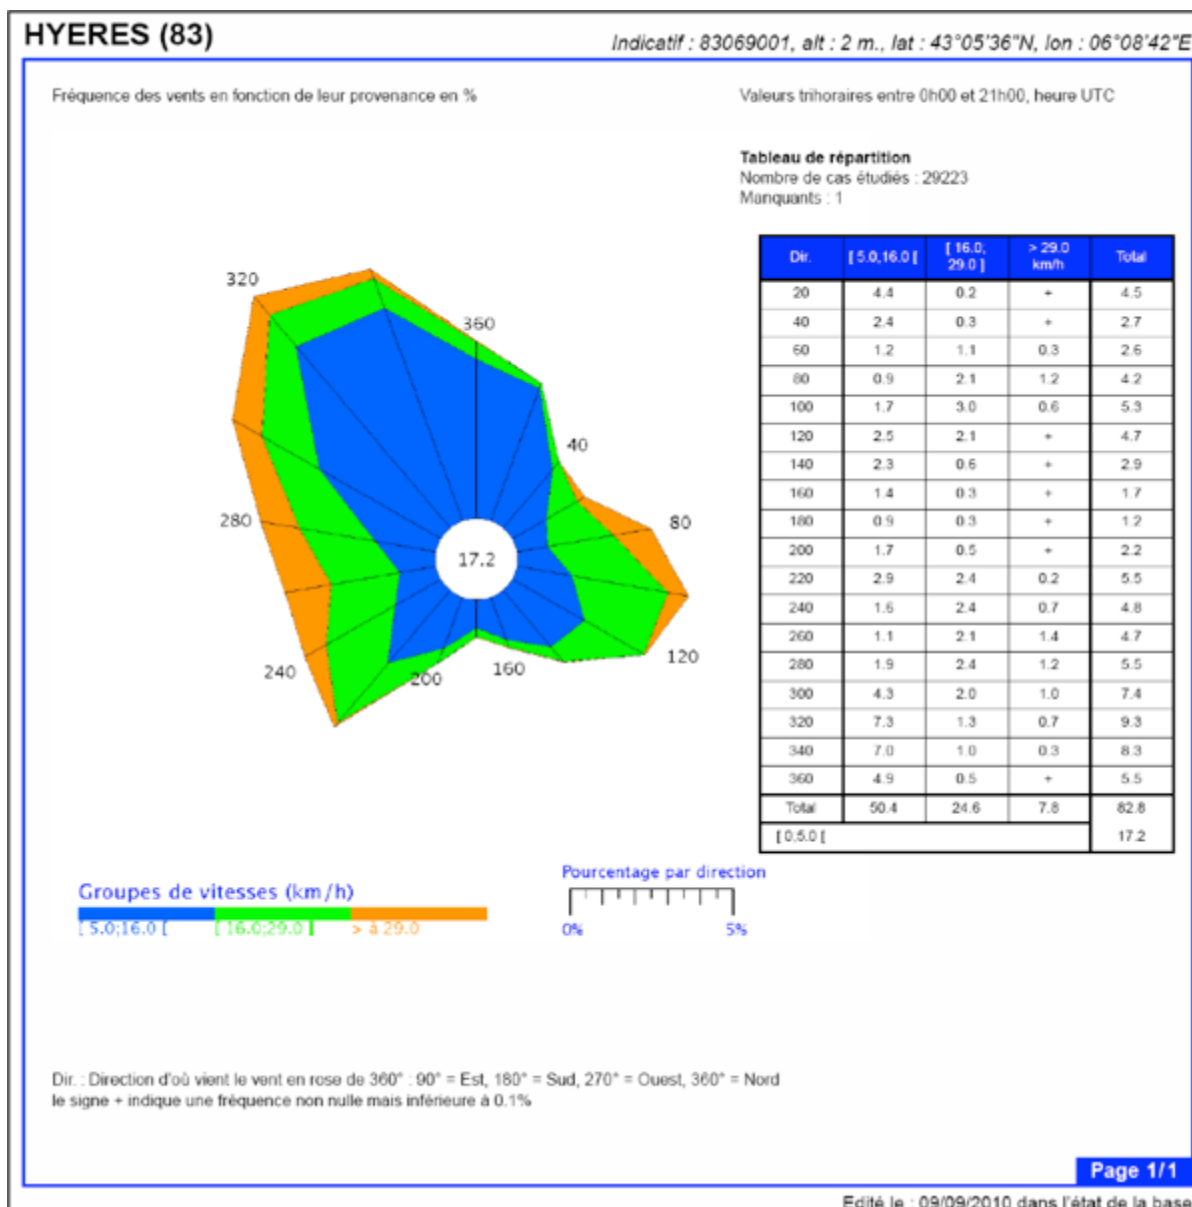 HYERES (83)
Indicatif : 83069001, alt : 2 m., lat : 43°05'36"N, lon : 06°08'42"E
Fréquence des vents en fonction de leur provenance en %
Valeurs trihoraires entre 0h00 et 21h00, heure UTC
Tableau de répartition
Nombre de cas étudiés : 29223
Manquants : 1
Dir. [ 5.0,16.0 [ [ 16.0; 29.0 ] > 29.0 km/h Total
20 4.4 0.2 + 4.5
40 2.4 0.3 + 2.7
60 1.2 1.1 0.3 2.6
80 0.9 2.1 1.2 4.2
100 1.7 3.0 0.6 5.3
120 2.5 2.1 + 4.7
140 2.3 0.6 + 2.9
160 1.4 0.3 + 1.7
180 0.9 0.3 + 1.2
200 1.7 0.5 + 2.2
220 2.9 2.4 0.2 5.5
240 1.6 2.4 0.7 4.8
260 1.1 2.1 1.4 4.7
280 1.9 2.4 1.2 5.5
300 4.3 2.0 1.0 7.4
320 7.3 1.3 0.7 9.3
340 7.0 1.0 0.3 8.3
360 4.9 0.5 + 5.5
Total 50.4 24.6 7.8 82.8
[ 0.5.0 [ 17.2
320
360
40
280
80
17.2
240
200
160
120
Groupes de vitesses (km/h)
[ 5.0;16.0 [ [ 16.0;29.0 ] > à 29.0
Pourcentage par direction
0% 5%
Dir. : Direction d'où vient le vent en rose de 360° : 90° = Est, 180° = Sud, 270° = Ouest, 360° = Nord
le signe + indique une fréquence non nulle mais inférieure à 0.1%
Page 1/1
Edité le : 09/09/2010 dans l'état de la base